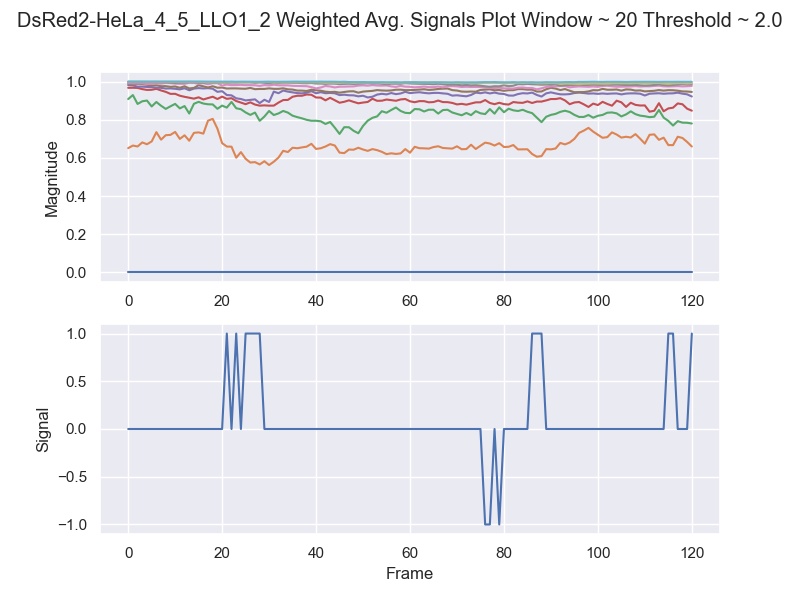 DsRed2-HeLa_4_5_LLO1_2 Weighted Avg. Signals Plot Window ~ 20 Threshold ~ 2.0
1.0
0.8
0.6
0.4
0.2
0.0
Magnitude
0 20 40 60 80 100 120
1.0
0.5
0.0
−0.5
−1.0
Signal
0 20 40 60 80 100 120
Frame